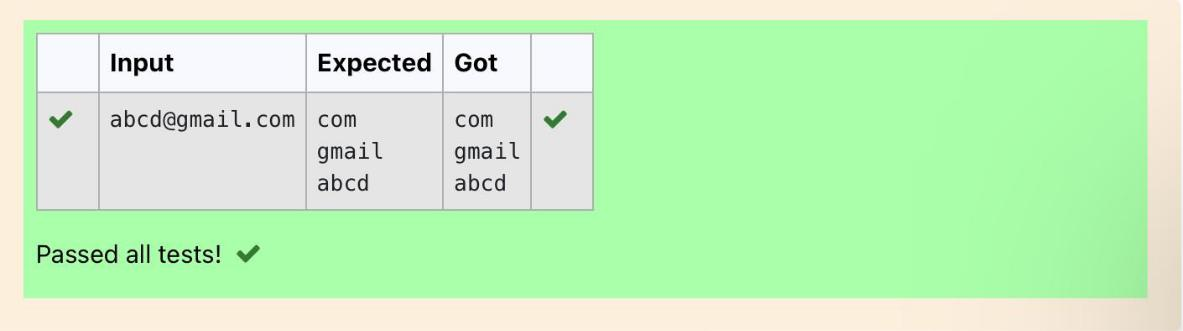 Input Expected Got
abcd@gmail.com com com
gmail gmail
abcd abcd
Passed all tests!